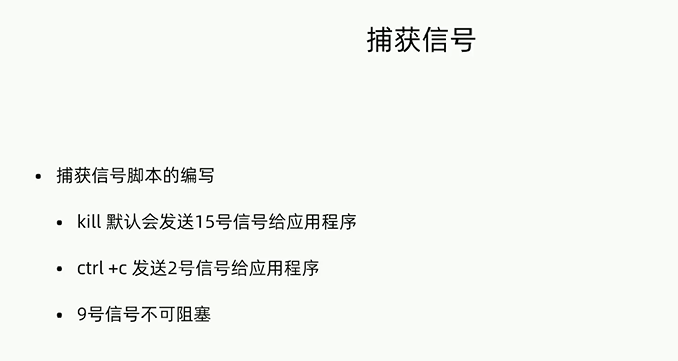 捕获信号
• 捕获信号脚本的编写
• kill 默认会发送15号信号给应用程序
• ctrl +c 发送2号信号给应用程序
• 9号信号不可阻塞